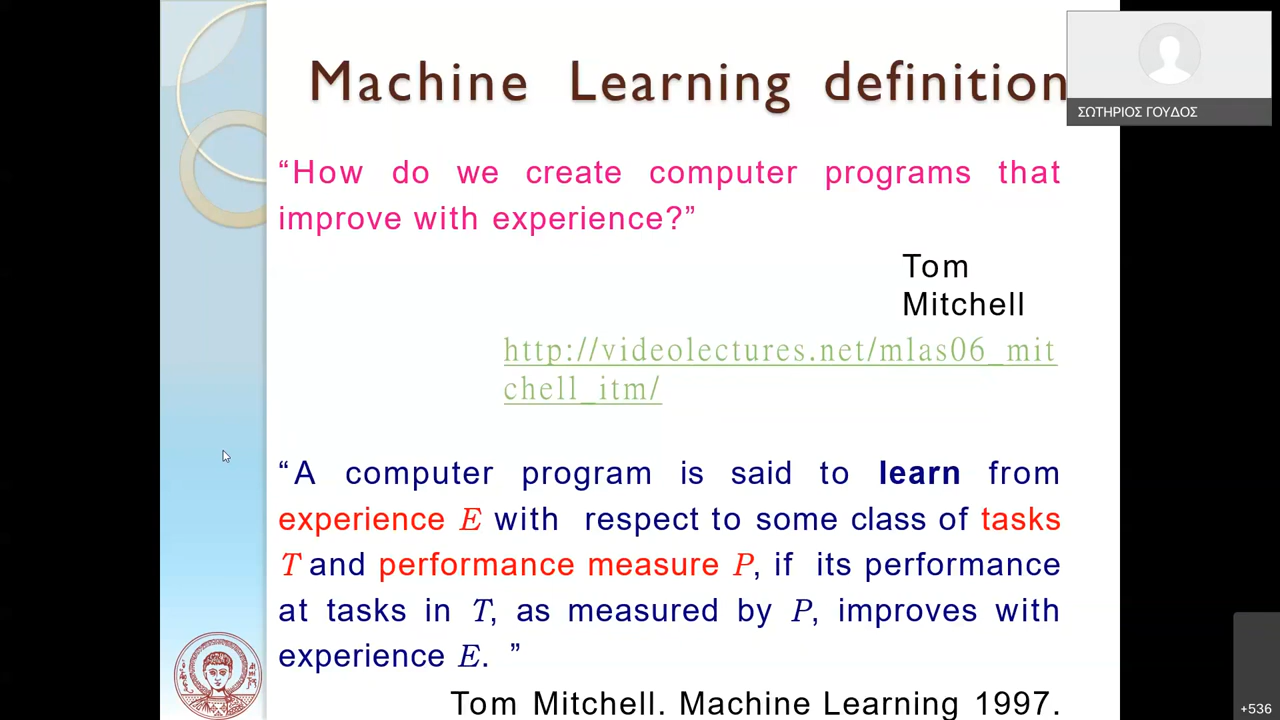 Machine Learning definition
ΣΩΤΗΡΙΟΣ ΓΟΥΔΟΣ
“How do we create computer programs that
improve with experience?”
Tom
Mitchell
http://videolectures.net/mlas06_mit
chell_itm/
“A computer program is said to learn from
experience E with respect to some class of tasks
T and performance measure P, if its performance
at tasks in T, as measured by P, improves with
experience E. ”
Tom Mitchell. Machine Learning 1997.
+536